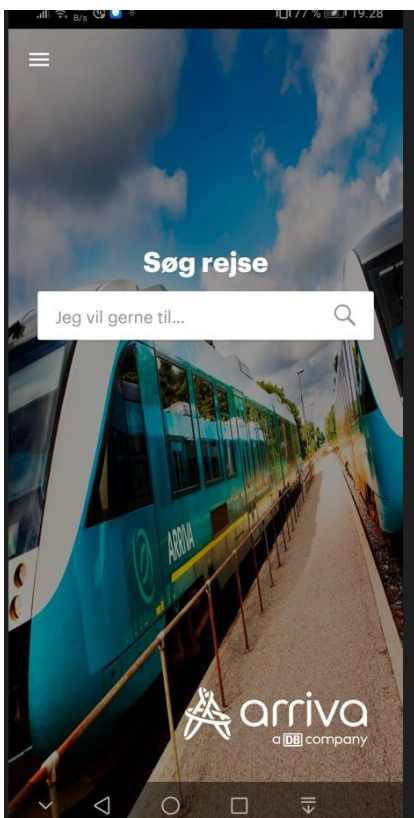 B/s 77 % 19.28
Søg rejse
Jeg vil gerne til...
ARRIVA
arriva
a DB company